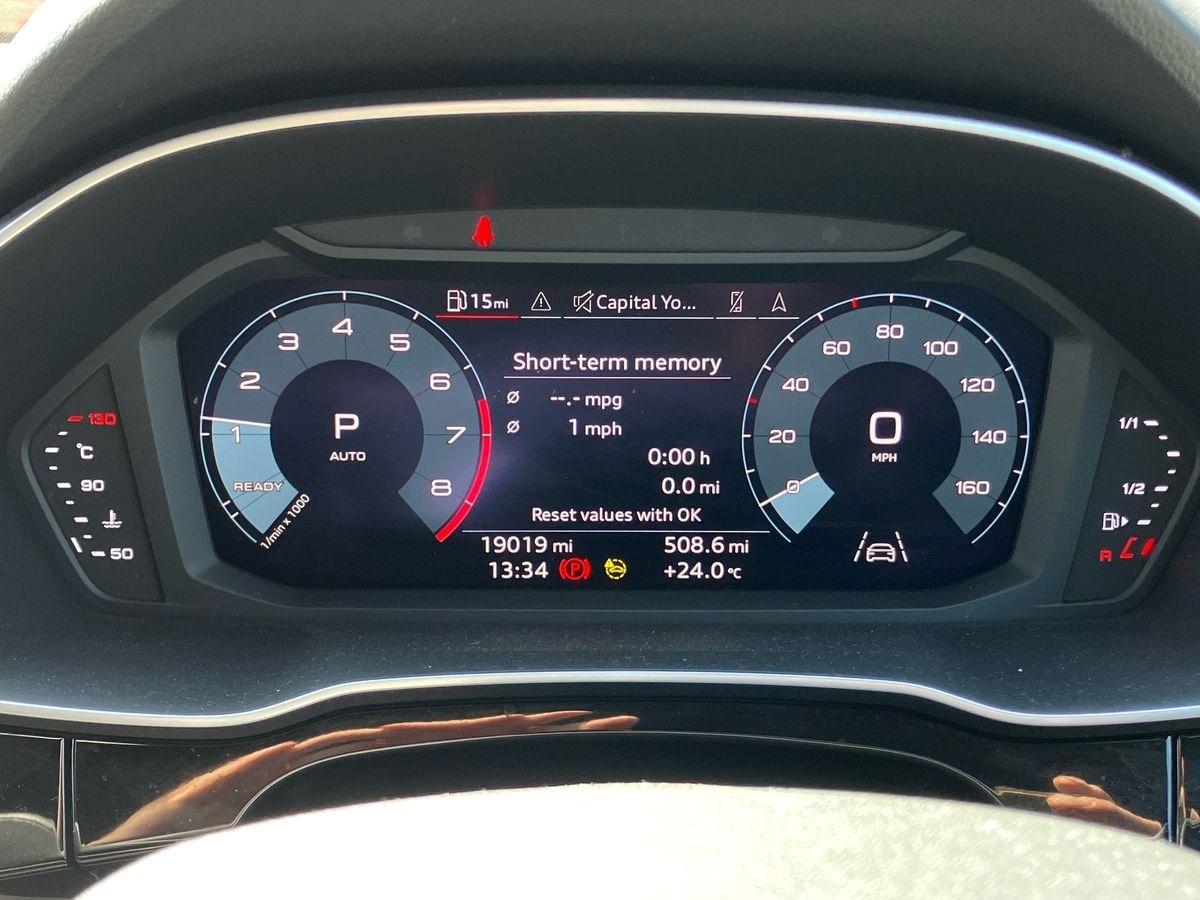 15mi
Capital Yo...
Short-term memory
Ø --.- mpg
Ø 1 mph
0:00 h
0.0 mi
Reset values with OK
19019 mi 508.6 mi
13:34 (P) +24.0°C
1 2 3 4 5 6 7 8
READY
1/min x 1000
P
AUTO
0 20 40 60 80 100 120 140 160
0
MPH
130
°C
90
50
1/1
1/2
R